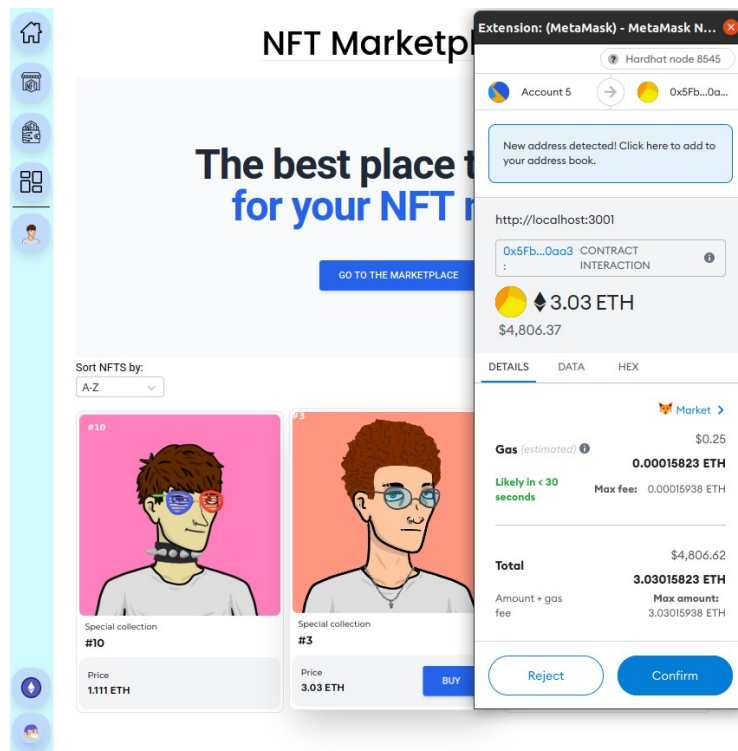 NFT Marketpl
The best place t
for your NFT
GO TO THE MARKETPLACE
Sort NFTS by:
A-Z
#10
Special collection
#10
Price
1.111 ETH
#3
Special collection
#3
Price
3.03 ETH
BUY
Extension: (MetaMask) - MetaMask N...
Hardhat node 8545
Account 5
0x5Fb...0a...
New address detected! Click here to add to
your address book.
http://localhost:3001
0x5Fb...0aa3 CONTRACT
: INTERACTION
3.03 ETH
$4,806.37
DETAILS DATA HEX
Market >
Gas (estimated) $0.25
0.00015823 ETH
Likely in < 30
seconds
Max fee: 0.00015938 ETH
Total $4,806.62
3.03015823 ETH
Amount + gas
fee
Max amount:
3.03015938 ETH
Reject Confirm